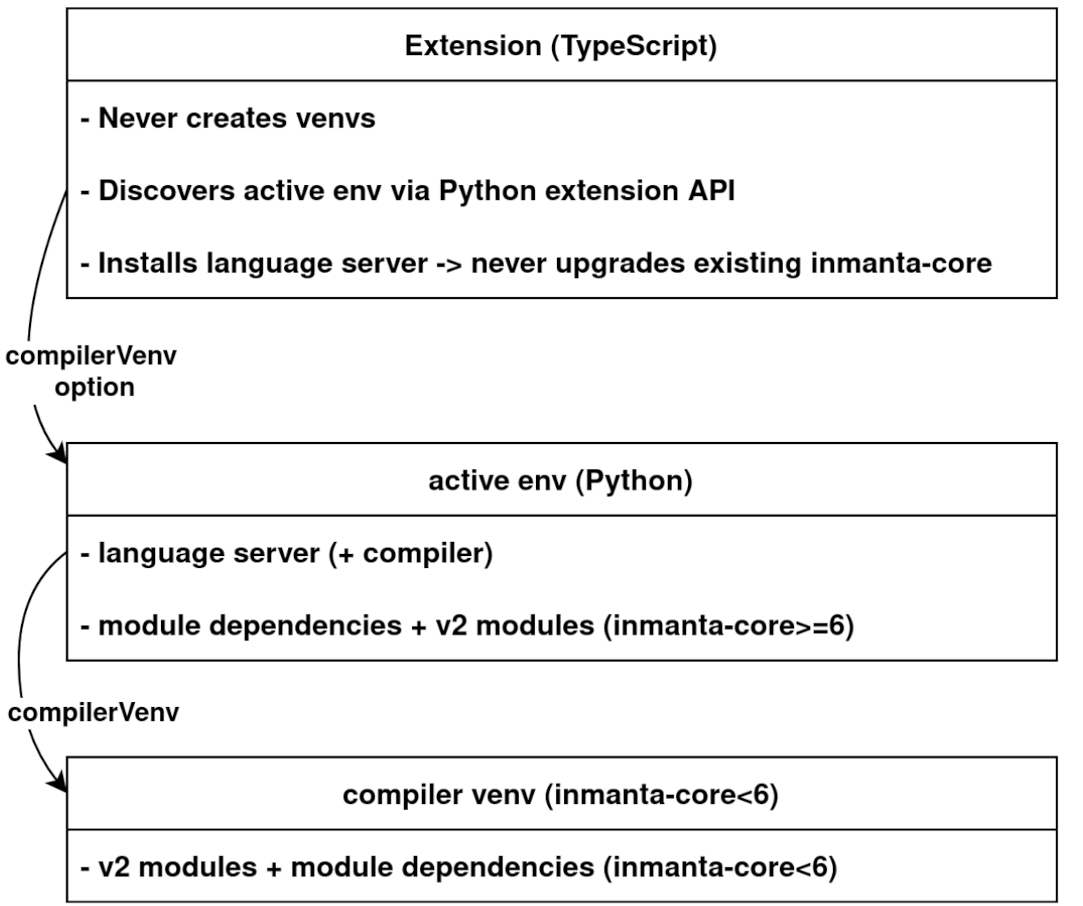 Extension (TypeScript)
- Never creates venvs
- Discovers active env via Python extension API
- Installs language server -> never upgrades existing inmanta-core
compilerVenv
option
active env (Python)
- language server (+ compiler)
- module dependencies + v2 modules (inmanta-core>=6)
compilerVenv
compiler venv (inmanta-core<6)
- v2 modules + module dependencies (inmanta-core<6)